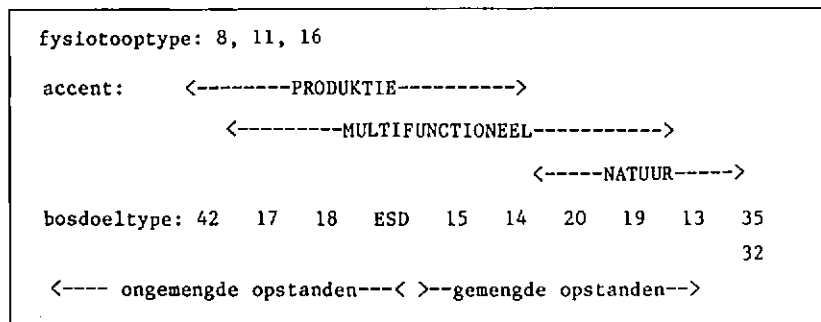 fysiotooptype: 8, 11, 16
accent: <--------PRODUKTIE---------->
<---------MULTIFUNCTIONEEL----------->
<-----NATUUR----->
bosdoeltype: 42 17 18 ESD 15 14 20 19 13 35
32
<---- ongemengde opstanden---< >--gemengde opstanden-->